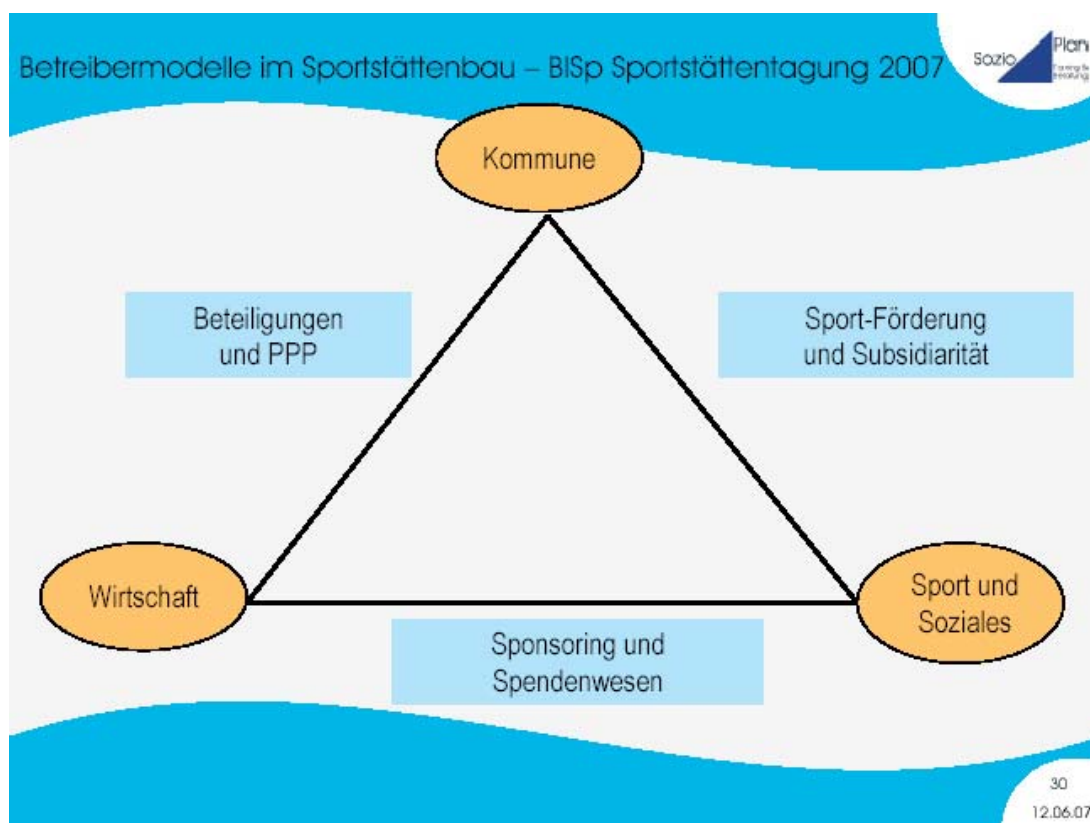 Betreibermodelle im Sportstättenbau – BISp Sportstättentagung 2007
Sozio
Plan
Kommune
Beteiligungen
und PPP
Sport-Förderung
und Subsidiarität
Wirtschaft
Sport und
Soziales
Sponsoring und
Spendenwesen
30
12.06.07